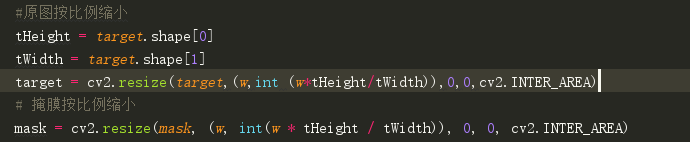 #原图按比例缩小
tHeight = target.shape[0]
tWidth = target.shape[1]
target = cv2.resize(target,(w,int (w*tHeight/tWidth)),0,0,cv2.INTER_AREA)
# 掩膜按比例缩小
mask = cv2.resize(mask, (w, int(w * tHeight / tWidth)), 0, 0, cv2.INTER_AREA)